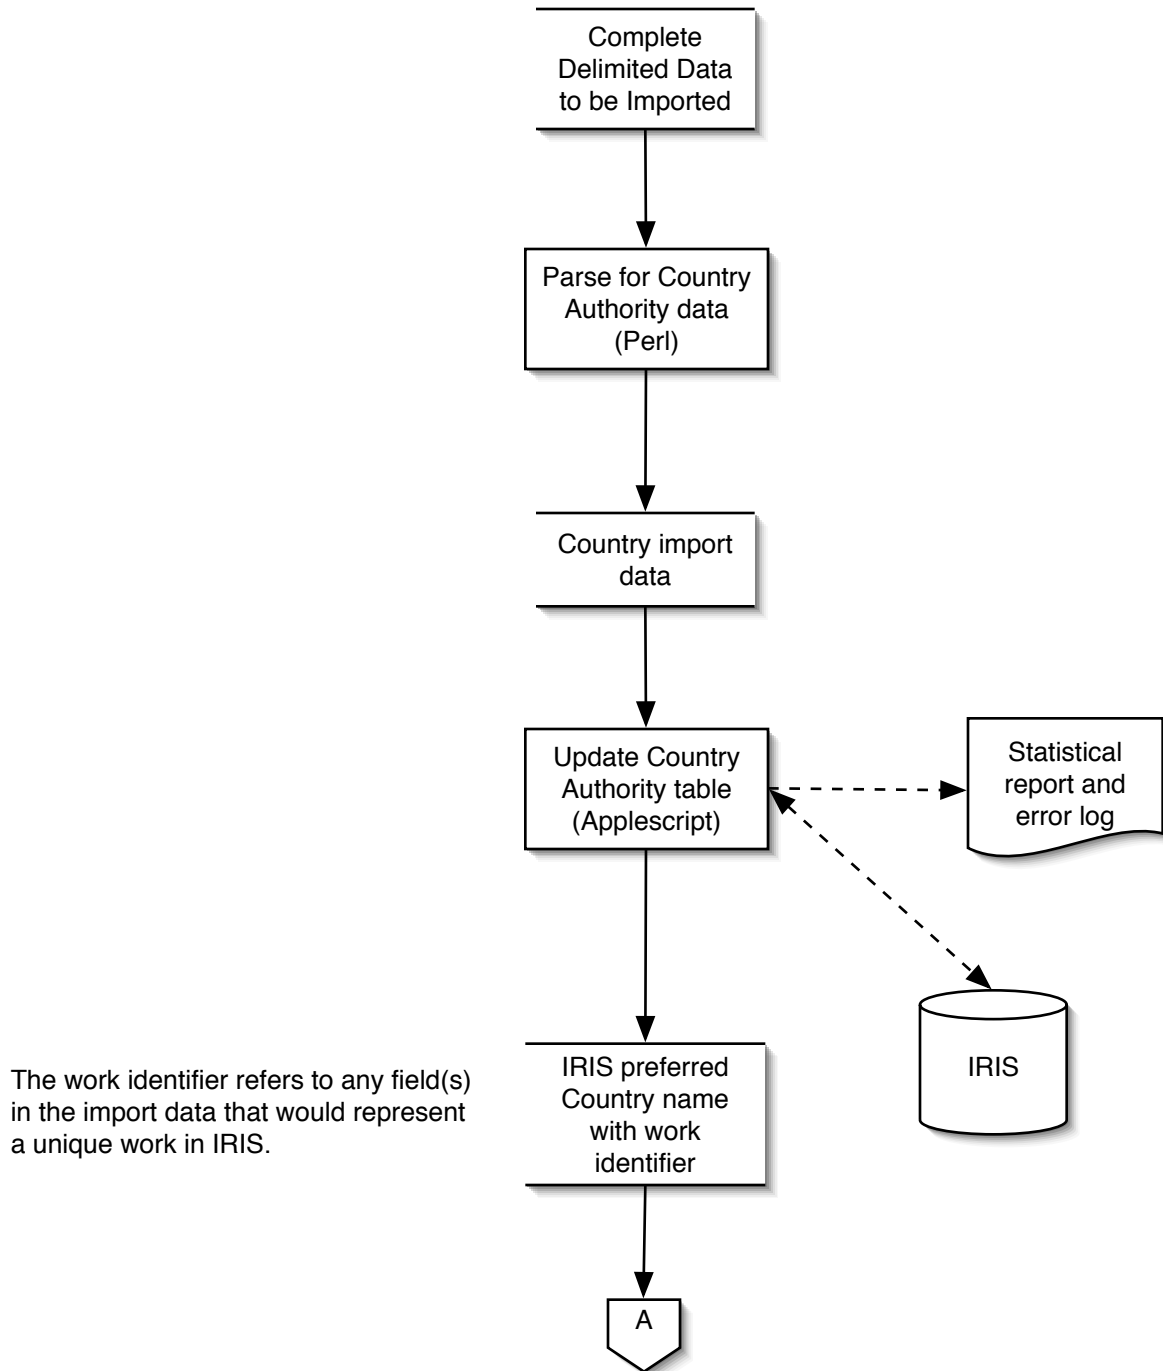 Complete
Delimited Data
to be Imported
Parse for Country
Authority data
(Perl)
Country import
data
Update Country
Authority table
(Applescript)
Statistical
report and
error log
IRIS
The work identifier refers to any field(s)
in the import data that would represent
a unique work in IRIS.
IRIS preferred
Country name
with work
identifier
A